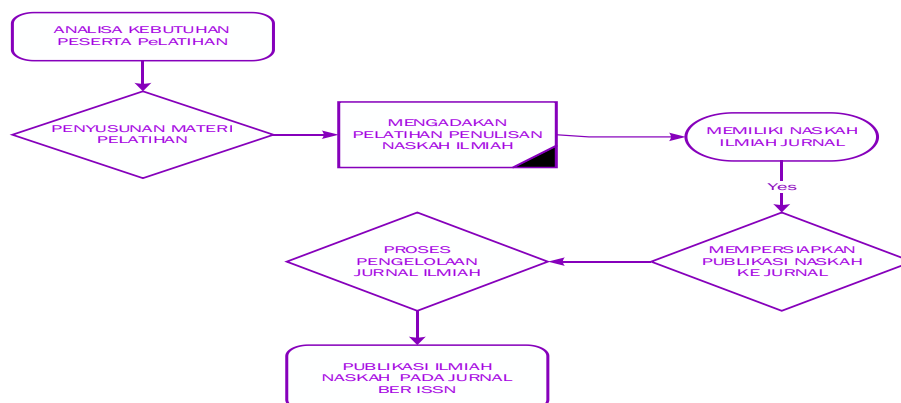 ANALISA KEBUTUHAN
PESERTA PeLATIHAN
PENYUSUNAN MATERI
PELATIHAN
MENGADAKAN
PELATIHAN PENULISAN
NASKAH ILMIAH
MEMILIKI NASKAH
ILMIAH JURNAL
Yes
MEMPERSIAPKAN
PUBLIKASI NASKAH
KE JURNAL
PROSES
PENGELOLAAN
JURNAL ILMIAH
PUBLIKASI ILMIAH
NASKAH PADA JURNAL
BER ISSN